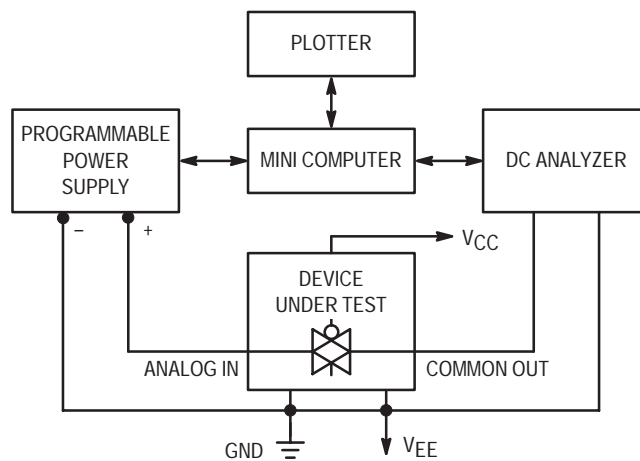 PLOTTER
PROGRAMMABLE
POWER
SUPPLY
MINI COMPUTER
DC ANALYZER
– +
VCC
DEVICE
UNDER TEST
ANALOG IN
COMMON OUT
GND
VEE